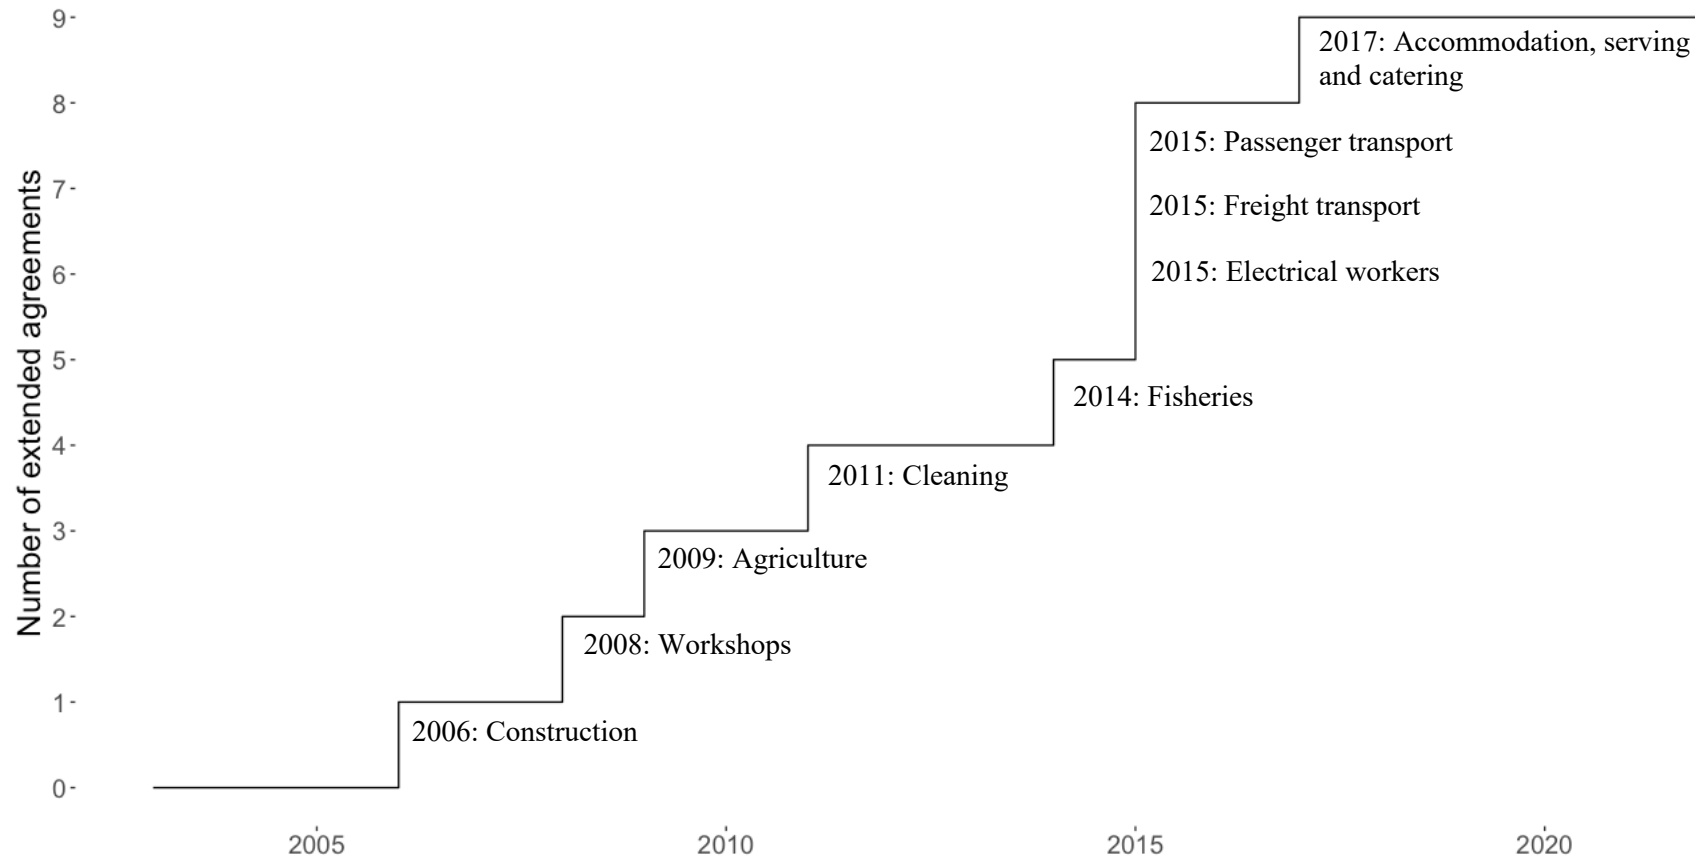 9
2017: Accommodation, serving
and catering
8
2015: Passenger transport
7
2015: Freight transport
6
2015: Electrical workers
5
2014: Fisheries
4
2011: Cleaning
3
2009: Agriculture
2
2008: Workshops
1
2006: Construction
0
Number of extended agreements
2005 2010 2015 2020